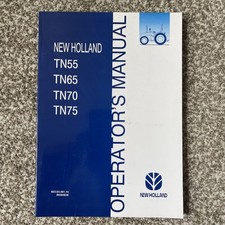 NEW HOLLAND
TN55
TN65
TN70
TN75
OPERATOR'S MANUAL
NEW HOLLAND